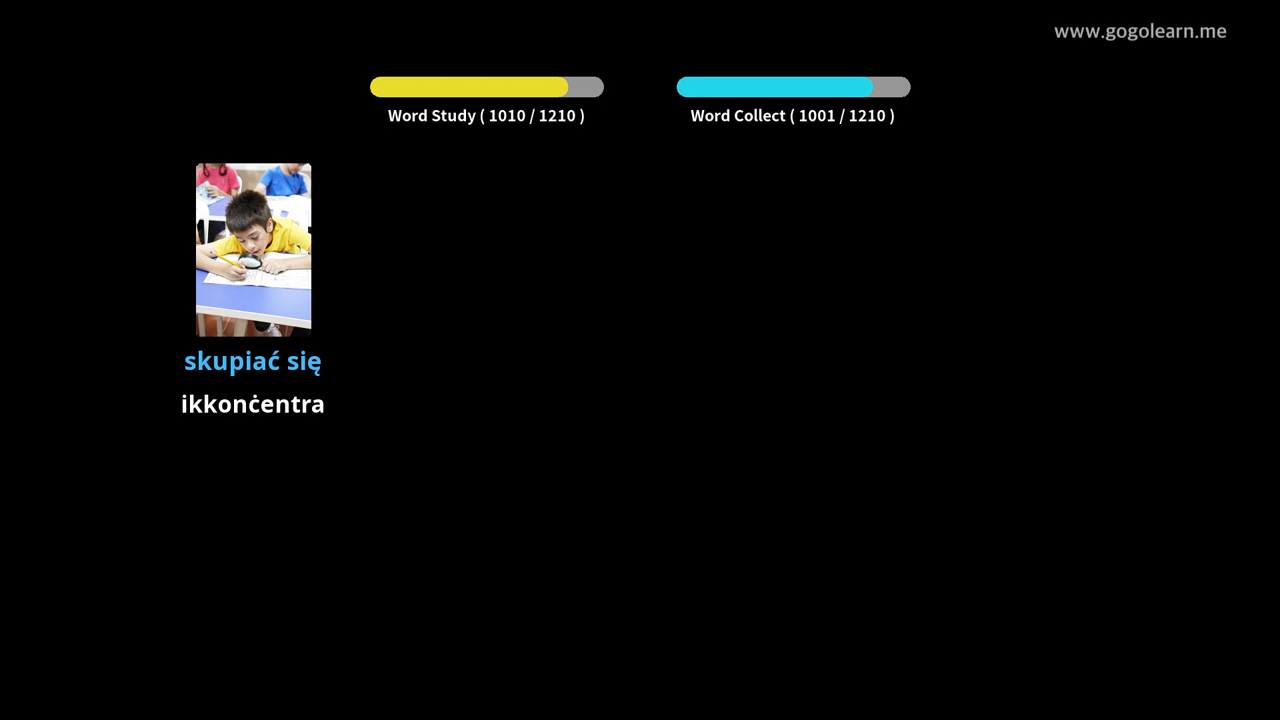 www.gogolearn.me
Word Study ( 1010 / 1210 )
Word Collect ( 1001 / 1210 )
skupiać się
ikkonċentra